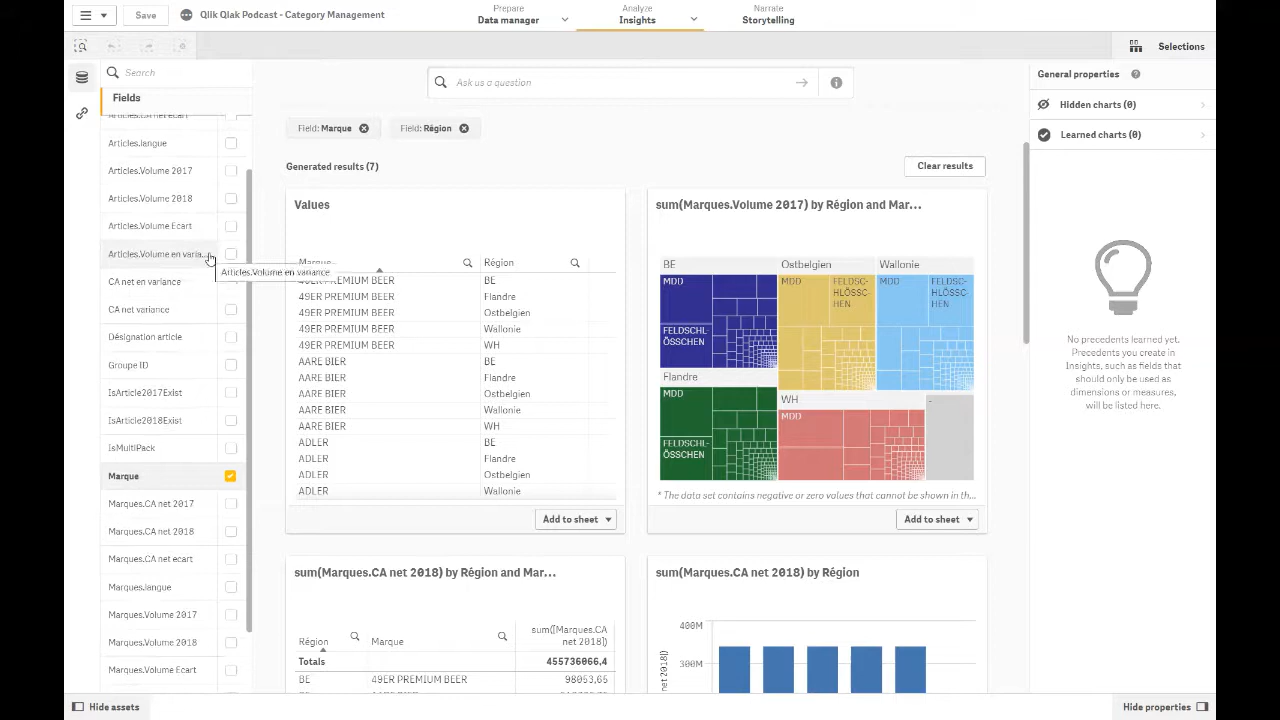 Save
Qlik Qlak Podcast - Category Management
Prepare
Data manager
Analyze
Insights
Narrate
Storytelling
Selections
Search
Fields
Articles.CA net ecart
Articles.langue
Articles.Volume 2017
Articles.Volume 2018
Articles.Volume Ecart
Articles.Volume en varia...
Articles.Volume en variance
CA net en variance
CA net variance
Désignation article
Groupe ID
IsArticle2017Exist
IsArticle2018Exist
IsMultiPack
Marque
Marques.CA net 2017
Marques.CA net 2018
Marques.CA net ecart
Marques.langue
Marques.Volume 2017
Marques.Volume 2018
Marques.Volume Ecart
Hide assets
Ask us a question
Field: Marque
Field: Région
Generated results (7)
Clear results
Values
Marque Région
49ER PREMIUM BEER BE
49ER PREMIUM BEER Flandre
49ER PREMIUM BEER Ostbelgien
49ER PREMIUM BEER Wallonie
49ER PREMIUM BEER WH
AARE BIER BE
AARE BIER Flandre
AARE BIER Ostbelgien
AARE BIER Wallonie
AARE BIER WH
ADLER BE
ADLER Flandre
ADLER Ostbelgien
ADLER Wallonie
Add to sheet
sum(Marques.Volume 2017) by Région and Mar...
BE
MDD
FELDSCHL-
ÖSSCHEN
Ostbelgien
MDD
FELDSC-
HLÖSSC-
HEN
Wallonie
MDD
FELDSC-
HLÖSSC-
HEN
Flandre
MDD
FELDSCHL-
ÖSSCHEN
WH
MDD
-
* The data set contains negative or zero values that cannot be shown in th...
Add to sheet
sum(Marques.CA net 2018) by Région and Mar...
Région Marque sum([Marques.CA
net 2018])
Totals 455736066,4
BE 49ER PREMIUM BEER 98053,65
sum(Marques.CA net 2018) by Région
400M
300M
net 2018])
General properties
Hidden charts (0)
Learned charts (0)
No precedents learned yet.
Precedents you create in
Insights, such as fields that
should only be used as
dimensions or measures,
will be listed here.
Hide properties